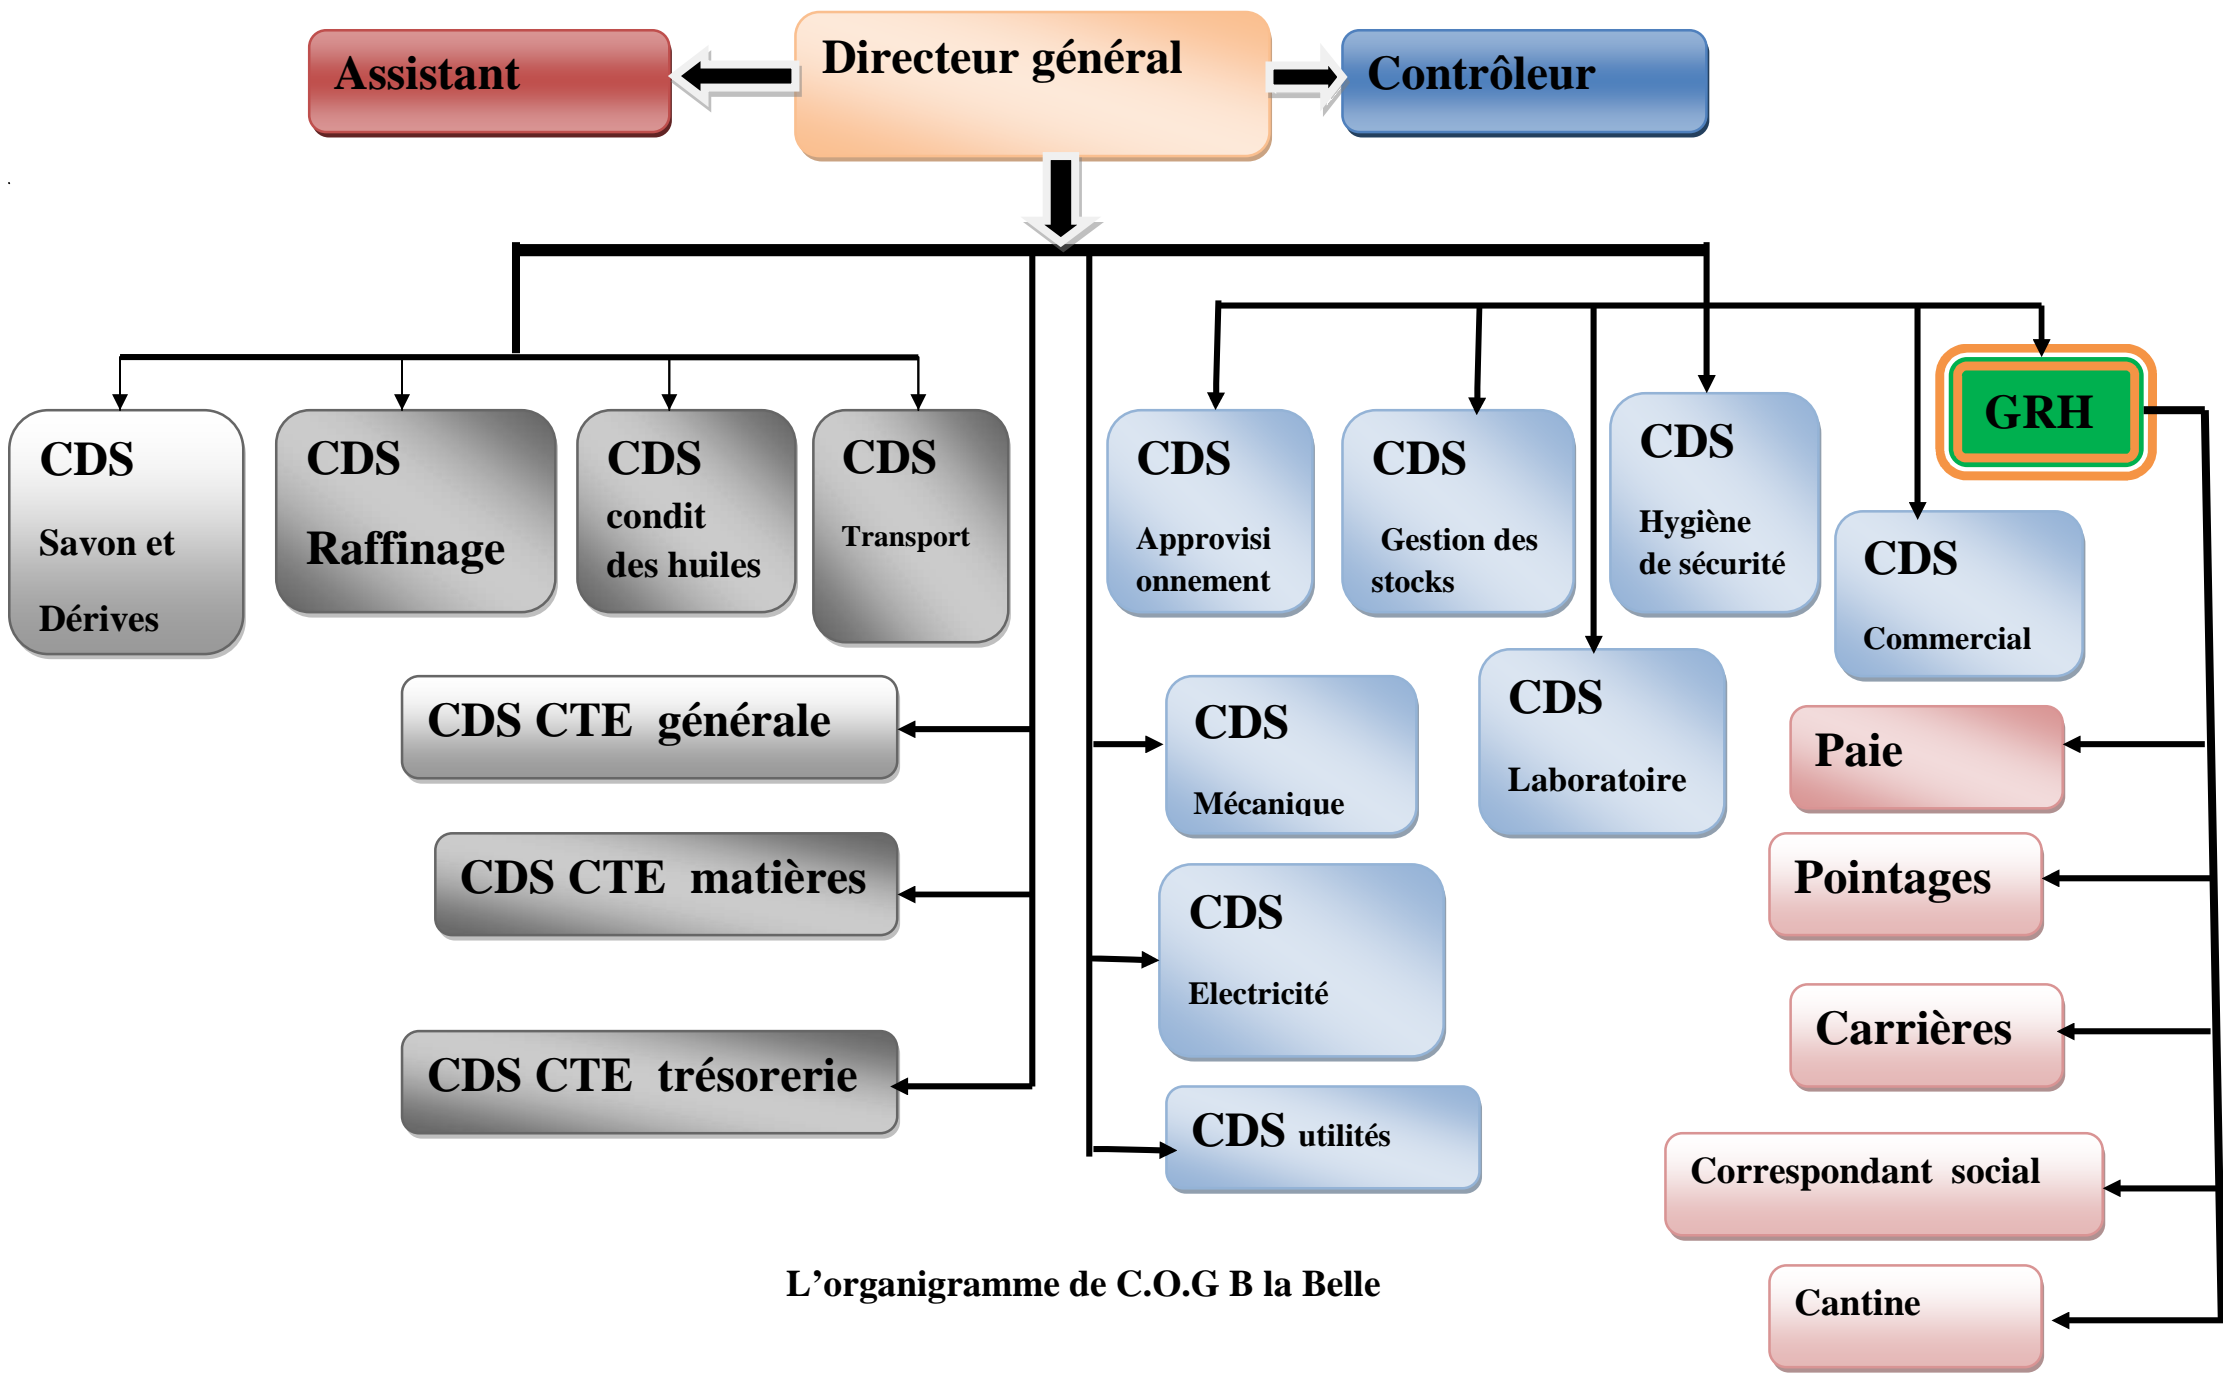 Assistant
Directeur général
Contrôleur
GRH
CDS
Savon et
Dérives
CDS
Raffinage
CDS
condit
des huiles
CDS
Transport
CDS
Approvisi
onnement
CDS
Gestion des
stocks
CDS
Hygiène
de sécurité
CDS
Commercial
CDS CTE générale
CDS
Mécanique
CDS
Laboratoire
Paie
CDS CTE matières
Pointages
CDS
Electricité
Carrières
CDS CTE trésorerie
CDS utilités
Correspondant social
L’organigramme de C.O.G B la Belle
Cantine